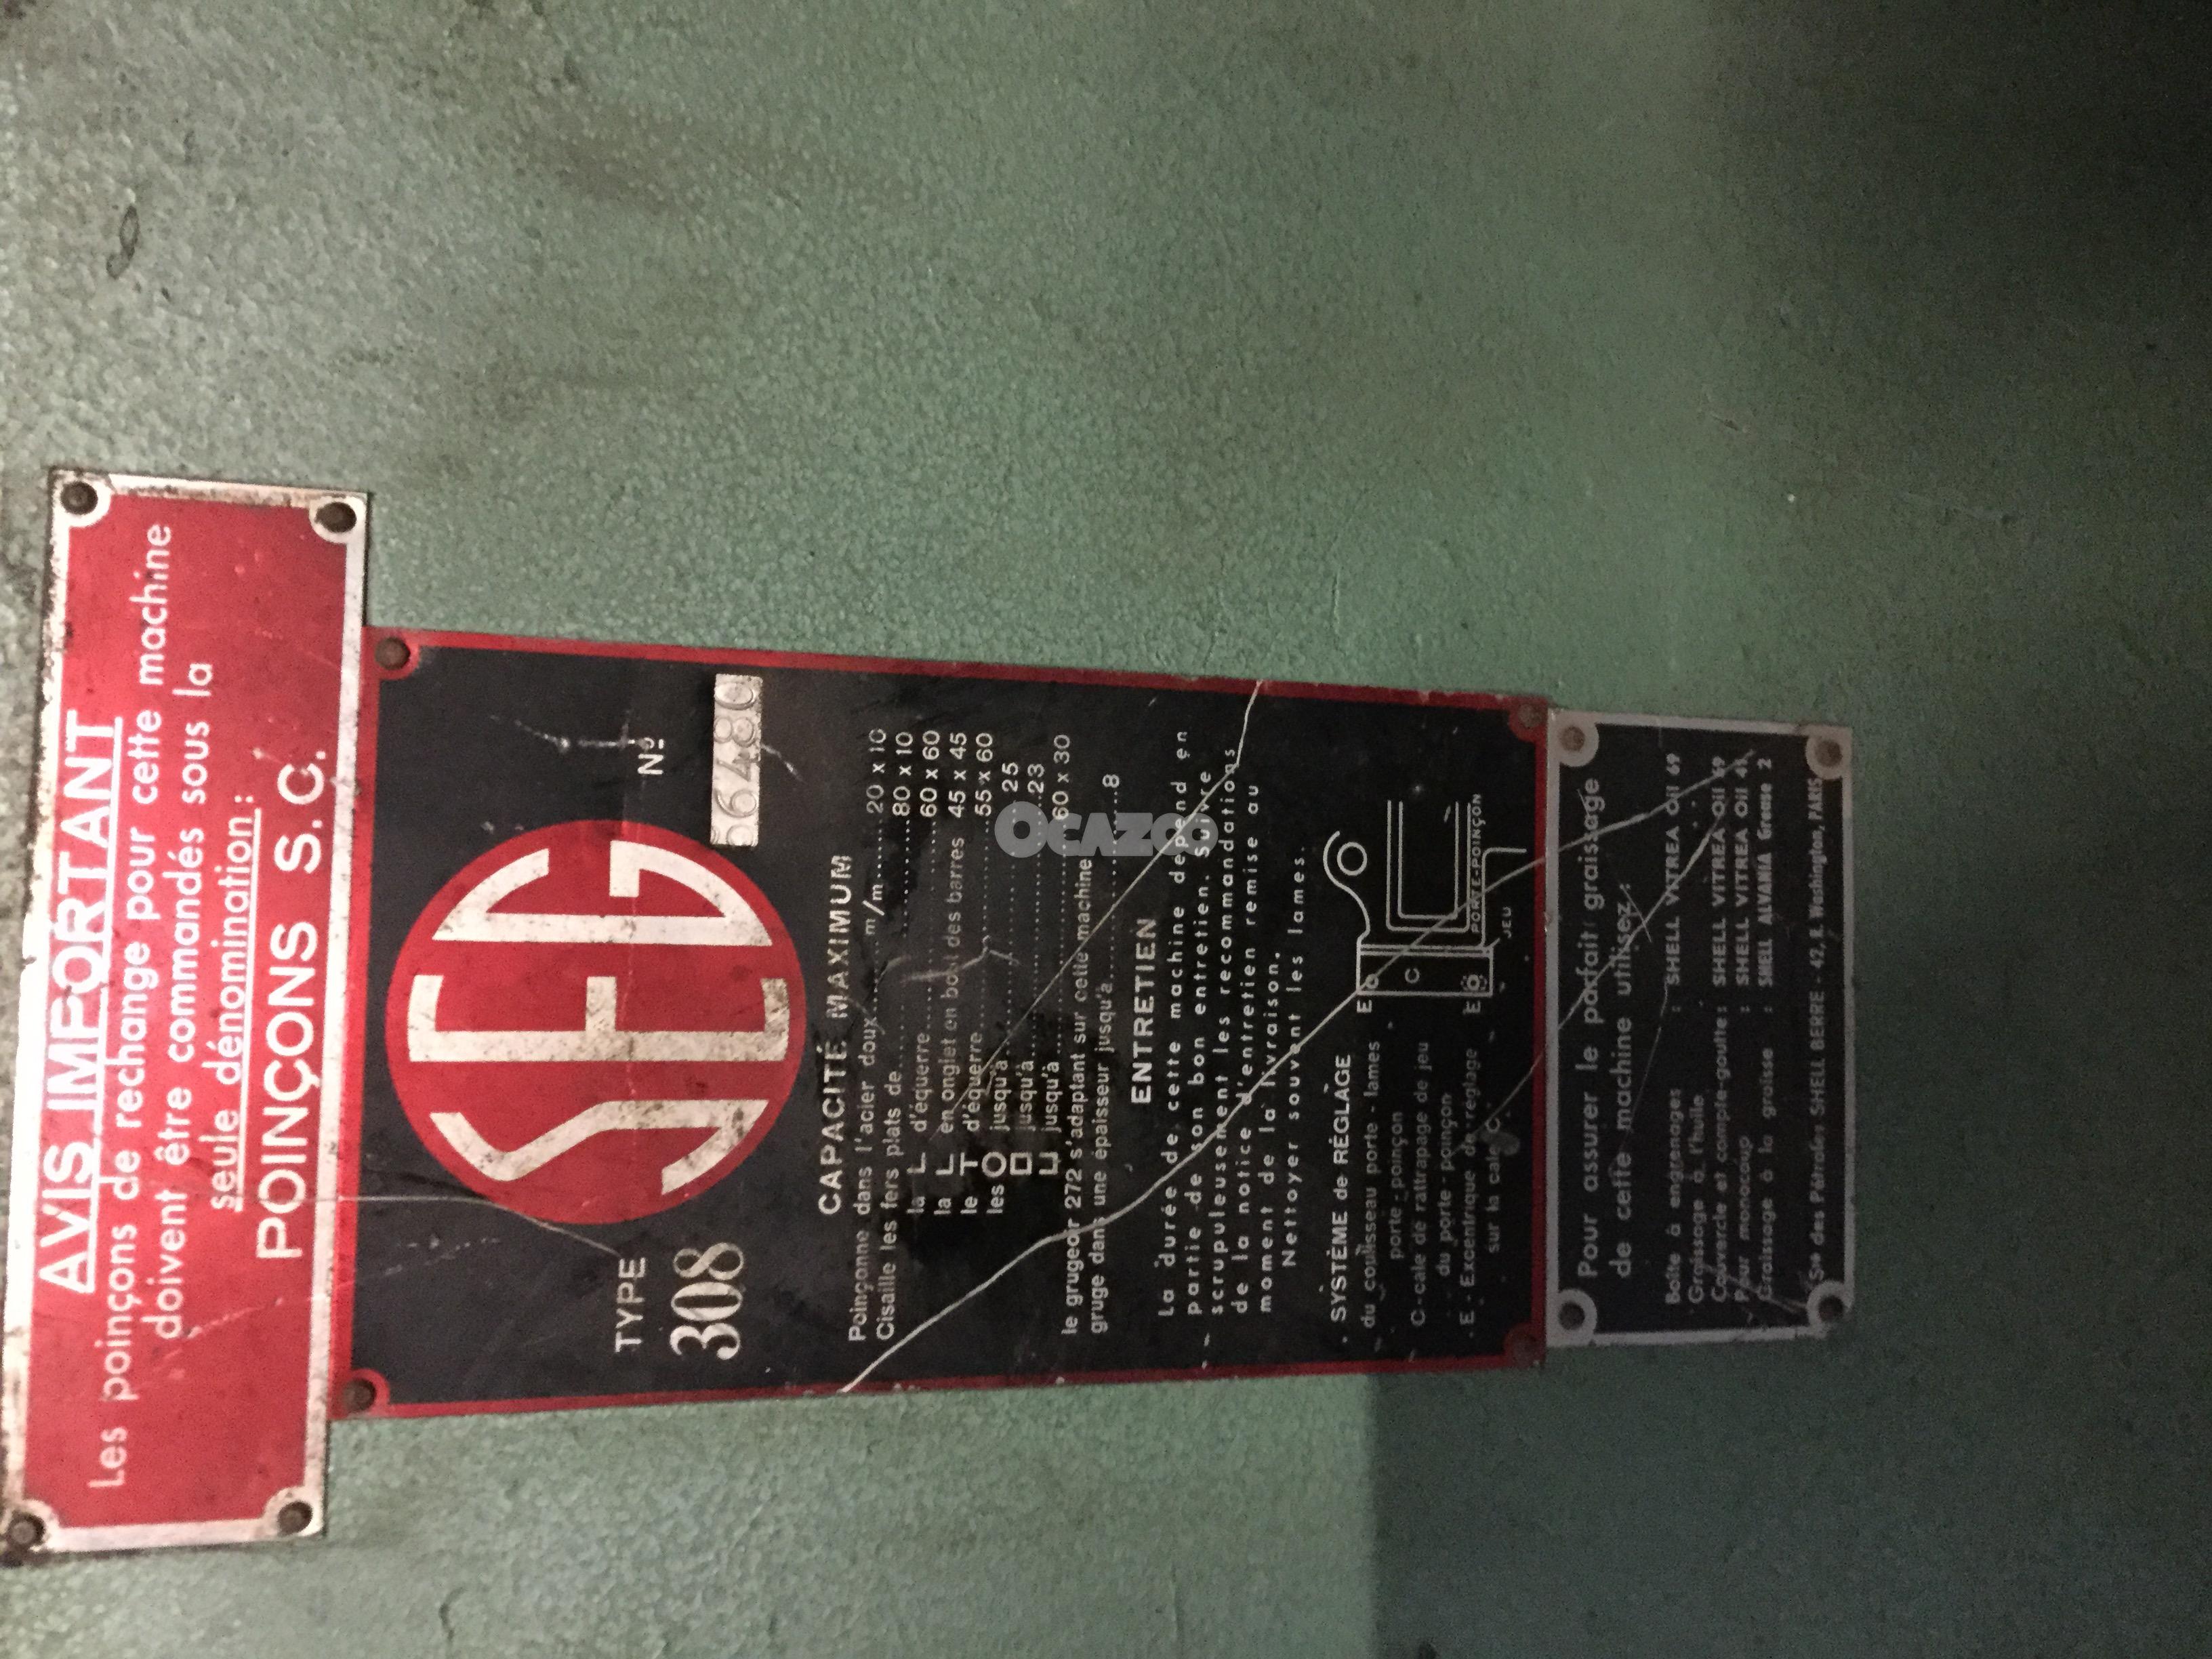 AVIS IMPORTANT
Les poinçons de rechange pour cette machine
doivent être commandés sous la
seule dénomination:
POINÇONS S.C.
SEG
TYPE
308
Nº
56480
CAPACITÉ MAXIMUM
Poinçonne dans l'acier doux...... m/m...... 20 x 10
Cisaille les fers plats de .................... 80 x 10
la L d'équerre .................... 60 x 60
la L en onglet en bout des barres 45 x 45
le T d'équerre .................... 55 x 60
les O jusqu'à .................... 25
□ jusqu'à .................... 23
⊔ jusqu'à .................... 60 x 30
le grugeoir 272 s'adaptant sur cette machine
gruge dans une épaisseur jusqu'à.......... 8
ENTRETIEN
La durée de cette machine dépend en
partie de son bon entretien. Suivre
scrupuleusement les recommandations
de la notice d'entretien remise au
moment de la livraison.
Nettoyer souvent les lames.
SYSTÈME de RÉGLAGE
du coulisseau porte-lames
porte-poinçon
C-cale de rattrapage de jeu
du porte-poinçon
E-Excentrique de réglage
sur la cale C
E
C
E
PORTE-POINÇON
JEU
Pour assurer le parfait graissage
de cette machine utilisez:
Boîte à engrenages : SHELL VITREA Oil 69
Graissage à l'huile
Couvercle et compte-goutte : SHELL VITREA Oil 69
Pour monocoup : SHELL VITREA Oil 41
Graissage à la graisse : SHELL ALVANIA Grease 2
Sté des Pétroles SHELL BERRE - 42, R. Washington, PARIS
OCAZOO